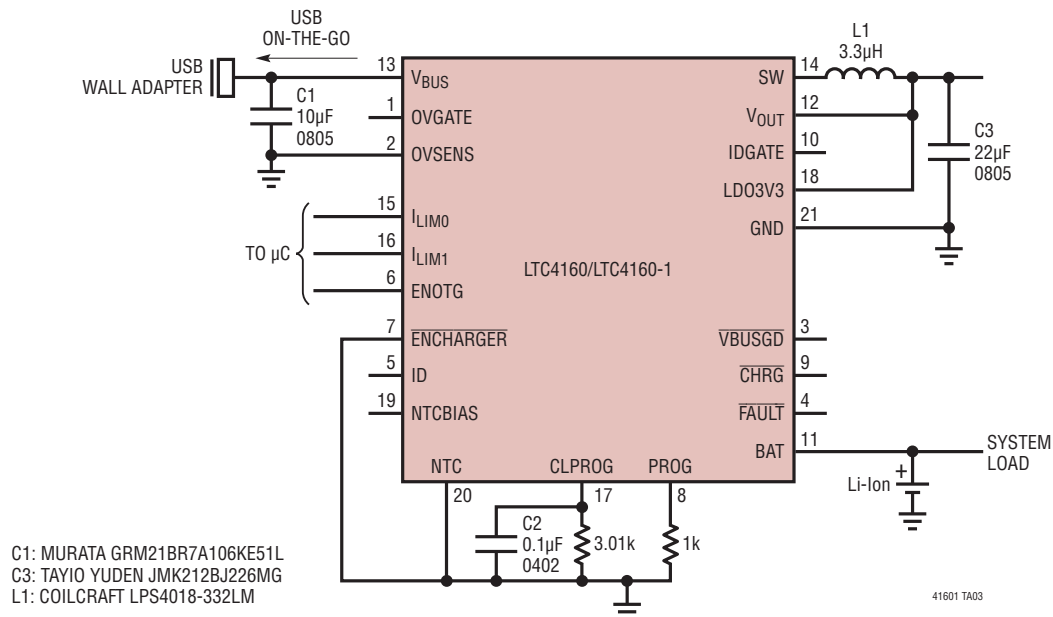 USB
ON-THE-GO
USB
WALL ADAPTER
C1
10µF
0805
13
VBUS
1
OVGATE
2
OVSENS
15
ILIM0
16
ILIM1
6
ENOTG
TO µC
7
ENCHARGER
5
ID
19
NTCBIAS
LTC4160/LTC4160-1
SW
14
L1
3.3µH
VOUT
12
IDGATE
10
LDO3V3
18
GND
21
C3
22µF
0805
VBUSGD
3
CHRG
9
FAULT
4
BAT
11
SYSTEM
LOAD
Li-Ion
+
NTC
CLPROG
PROG
20
17
8
C2
0.1µF
0402
3.01k
1k
C1: MURATA GRM21BR7A106KE51L
C3: TAYIO YUDEN JMK212BJ226MG
L1: COILCRAFT LPS4018-332LM
41601 TA03